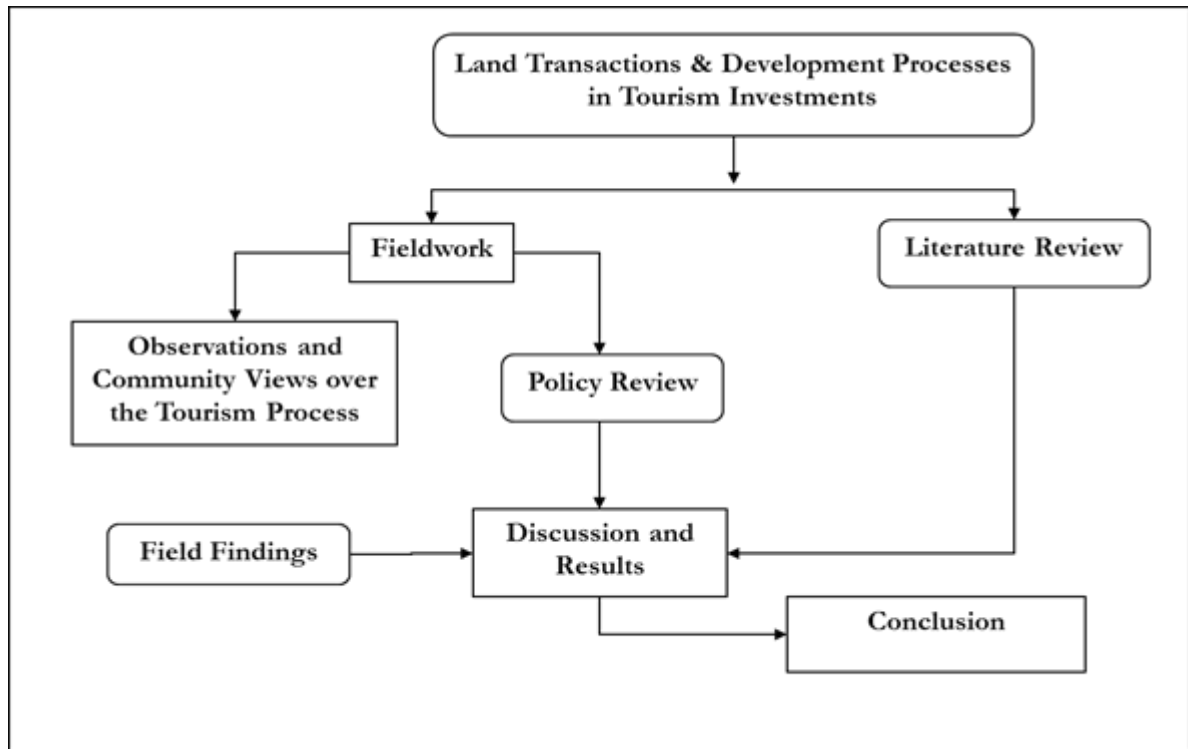 Land Transactions & Development Processes
in Tourism Investments
Fieldwork
Literature Review
Observations and
Community Views over
the Tourism Process
Policy Review
Field Findings
Discussion and
Results
Conclusion